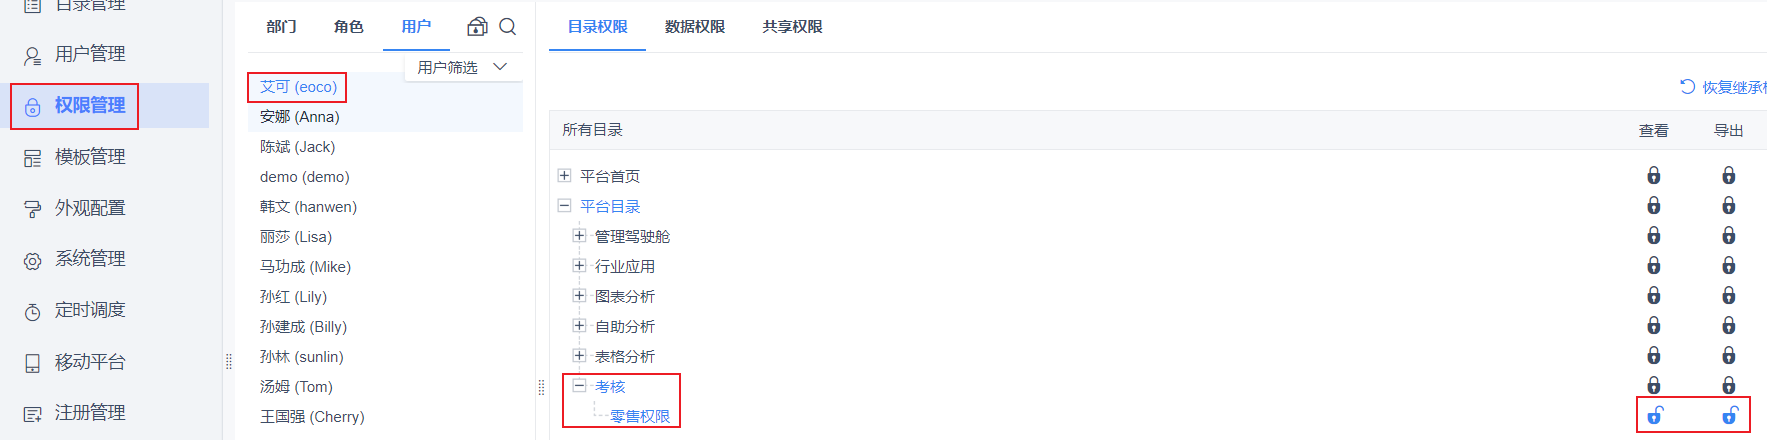 目录管理
用户管理
权限管理
模板管理
外观配置
系统管理
定时调度
移动平台
注册管理
部门 角色 用户
用户筛选
艾可 (eoco)
安娜 (Anna)
陈斌 (Jack)
demo (demo)
韩文 (hanwen)
丽莎 (Lisa)
马功成 (Mike)
孙红 (Lily)
孙建成 (Billy)
孙林 (sunlin)
汤姆 (Tom)
王国强 (Cherry)
目录权限 数据权限 共享权限
恢复继承
所有目录 查看 导出
平台首页
平台目录
管理驾驶舱
行业应用
图表分析
自助分析
表格分析
考核
零售权限